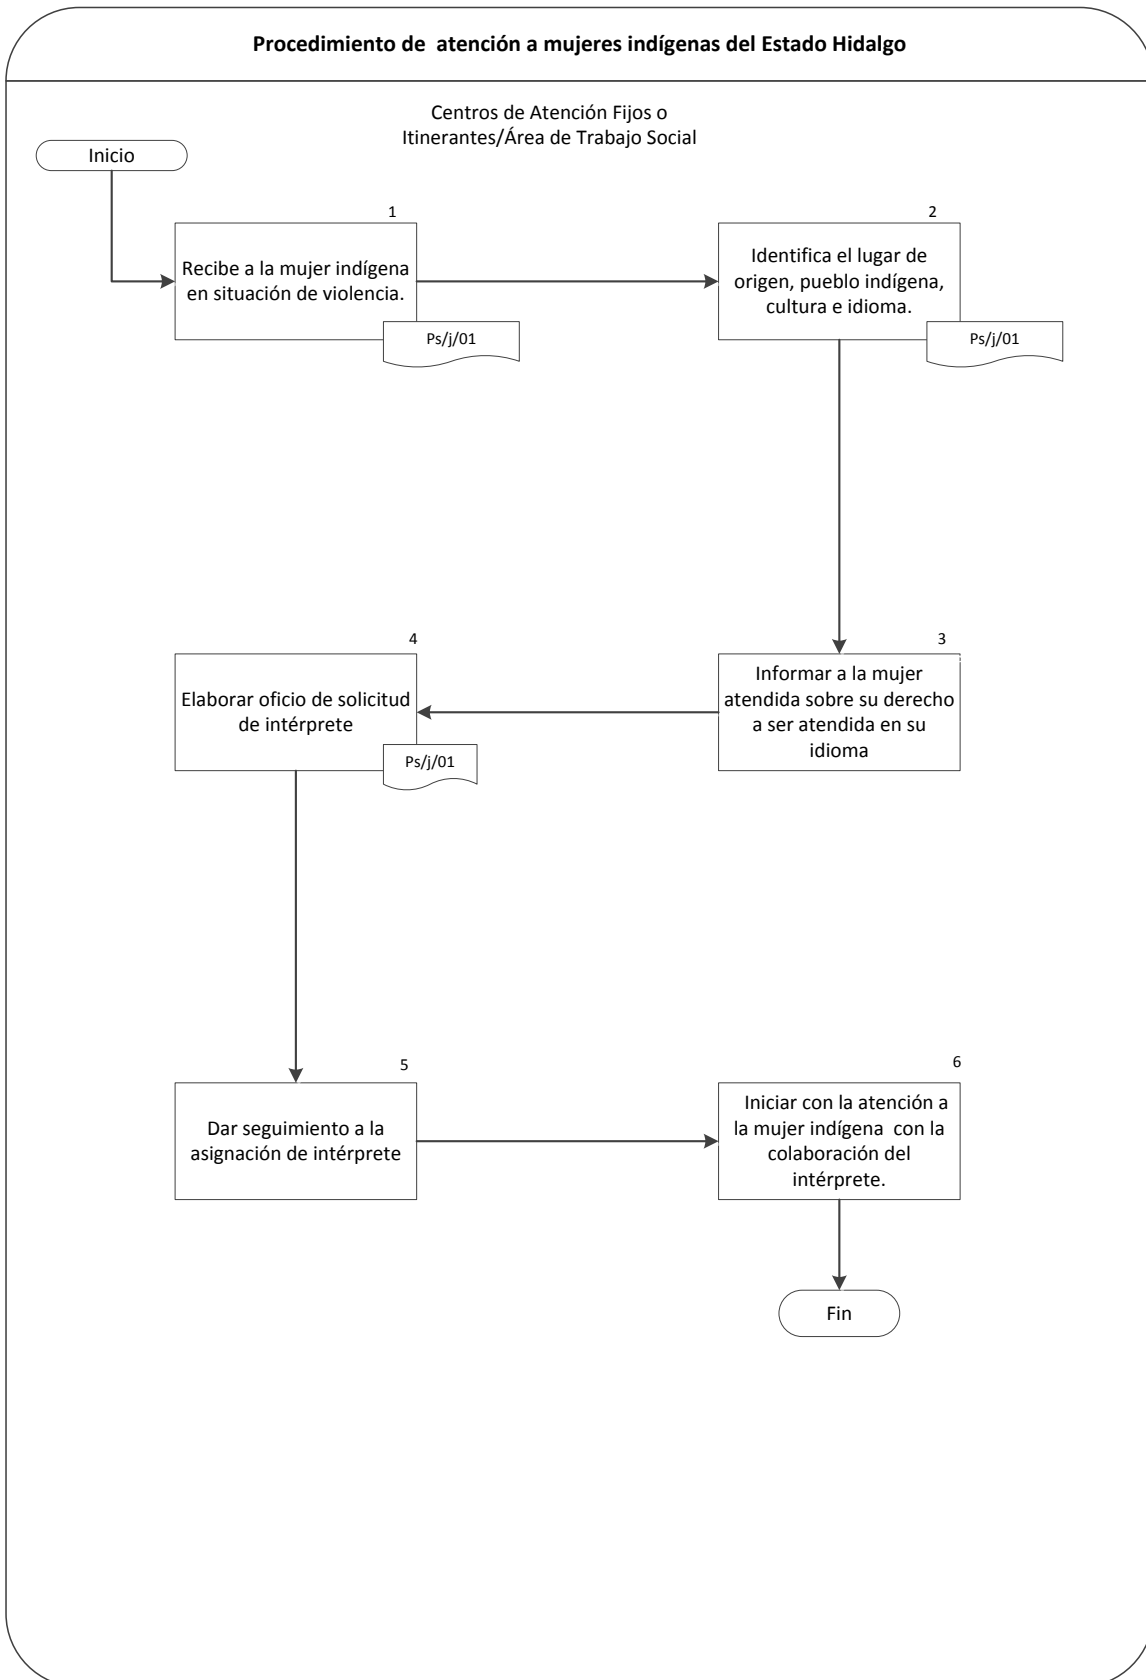 Procedimiento de atención a mujeres indígenas del Estado Hidalgo
Centros de Atención Fijos o
Itinerantes/Área de Trabajo Social
Inicio
1
Recibe a la mujer indígena
en situación de violencia.
Ps/j/01
2
Identifica el lugar de
origen, pueblo indígena,
cultura e idioma.
Ps/j/01
3
Informar a la mujer
atendida sobre su derecho
a ser atendida en su
idioma
4
Elaborar oficio de solicitud
de intérprete
Ps/j/01
5
Dar seguimiento a la
asignación de intérprete
6
Iniciar con la atención a
la mujer indígena con la
colaboración del
intérprete.
Fin